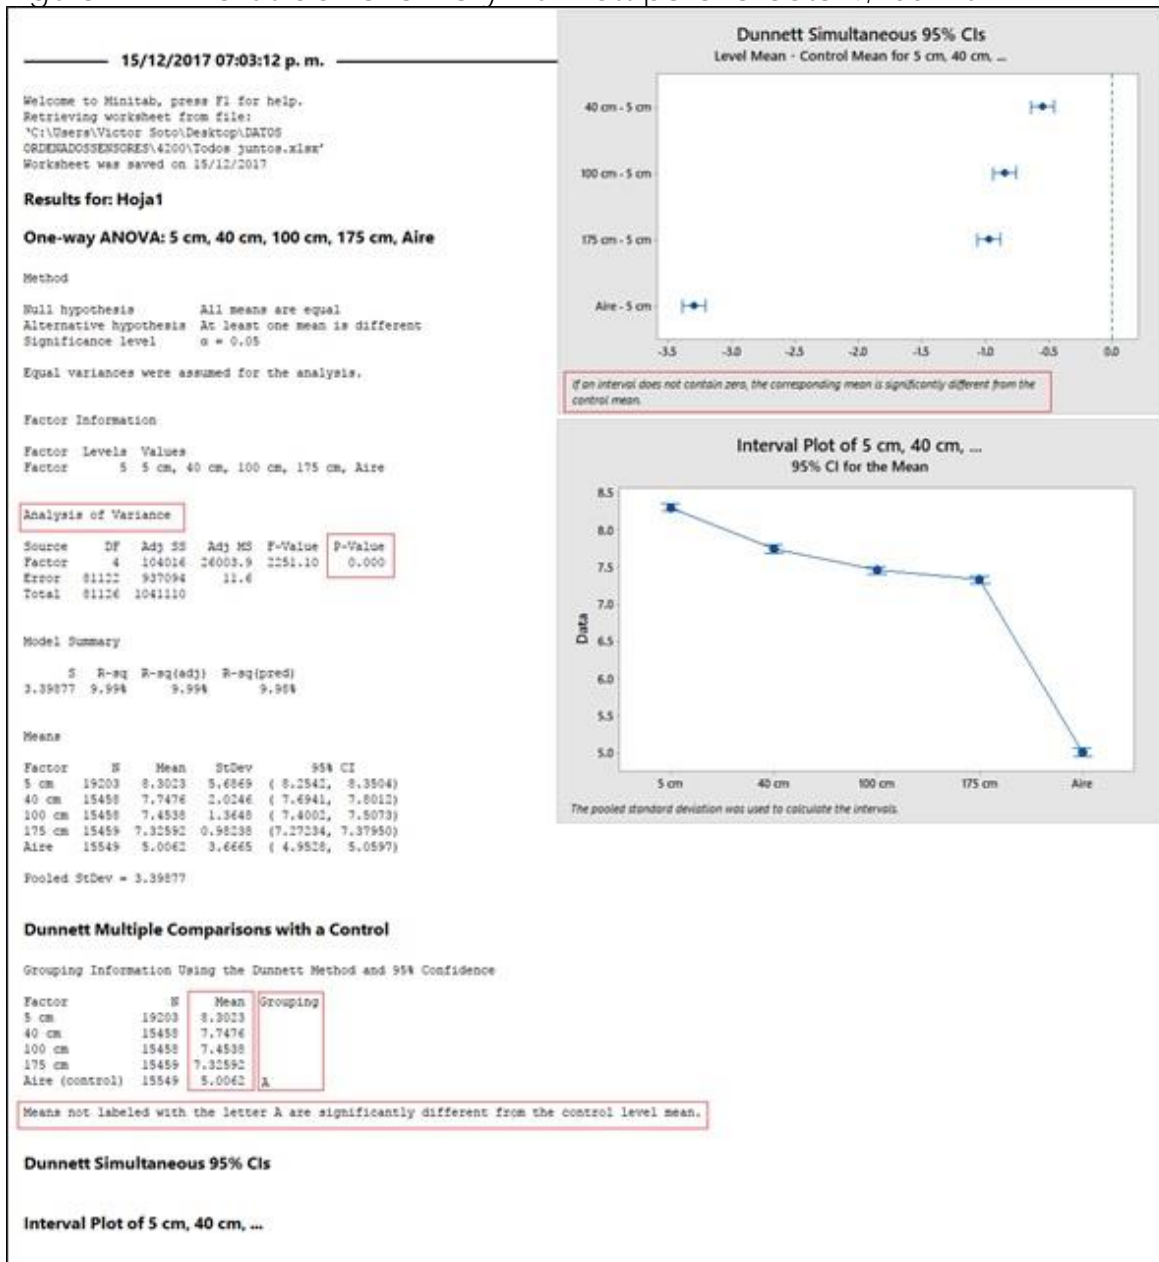 15/12/2017 07:03:12 p. m.
Welcome to Minitab, press F1 for help.
Retrieving worksheet from file:
'C:\Users\Victor Soto\Desktop\DATOS
ORDENADOSSENSORES\4200\Todos juntos.xlsx'
Worksheet was saved on 15/12/2017
Results for: Hoja1
One-way ANOVA: 5 cm, 40 cm, 100 cm, 175 cm, Aire
Method
Null hypothesis All means are equal
Alternative hypothesis At least one mean is different
Significance level α = 0.05
Equal variances were assumed for the analysis.
Factor Information
Factor Levels Values
Factor 5 5 cm, 40 cm, 100 cm, 175 cm, Aire
Analysis of Variance
Source DF Adj SS Adj MS F-Value P-Value
Factor 4 104016 26003.9 2251.10 0.000
Error 81122 937094 11.6
Total 81126 1041110
Model Summary
S R-sq R-sq(adj) R-sq(pred)
3.39877 9.99% 9.99% 9.98%
Means
Factor N Mean StDev 95% CI
5 cm 19203 8.3023 5.6869 ( 8.2542, 8.3504)
40 cm 15458 7.7476 2.0246 ( 7.6941, 7.8012)
100 cm 15458 7.4538 1.3648 ( 7.4002, 7.5073)
175 cm 15459 7.32592 0.98238 (7.27234, 7.37950)
Aire 15549 5.0062 3.6665 ( 4.9528, 5.0597)
Pooled StDev = 3.39877
Dunnett Multiple Comparisons with a Control
Grouping Information Using the Dunnett Method and 95% Confidence
Factor N Mean Grouping
5 cm 19203 8.3023
40 cm 15458 7.7476
100 cm 15458 7.4538
175 cm 15459 7.32592
Aire (control) 15549 5.0062 A
Means not labeled with the letter A are significantly different from the control level mean.
Dunnett Simultaneous 95% CIs
Interval Plot of 5 cm, 40 cm, ...
Dunnett Simultaneous 95% CIs
Level Mean - Control Mean for 5 cm, 40 cm, ...
40 cm - 5 cm
100 cm - 5 cm
175 cm - 5 cm
Aire - 5 cm
-3.5 -3.0 -2.5 -2.0 -1.5 -1.0 -0.5 0.0
If an interval does not contain zero, the corresponding mean is significantly different from the
control mean.
Interval Plot of 5 cm, 40 cm, ...
95% CI for the Mean
Data
8.5
8.0
7.5
7.0
6.5
6.0
5.5
5.0
5 cm 40 cm 100 cm 175 cm Aire
The pooled standard deviation was used to calculate the intervals.